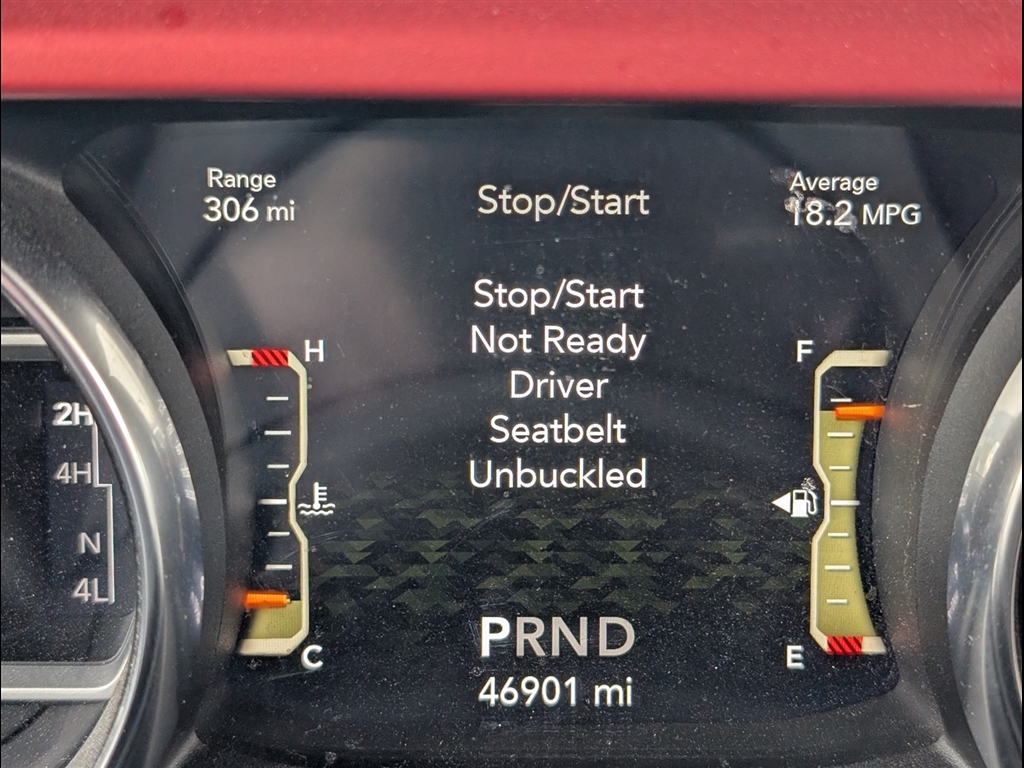 Range
306 mi
Stop/Start
Average
18.2 MPG
Stop/Start
Not Ready
Driver
Seatbelt
Unbuckled
H
F
2H
4H
N
4L
C
E
PRND
46901 mi